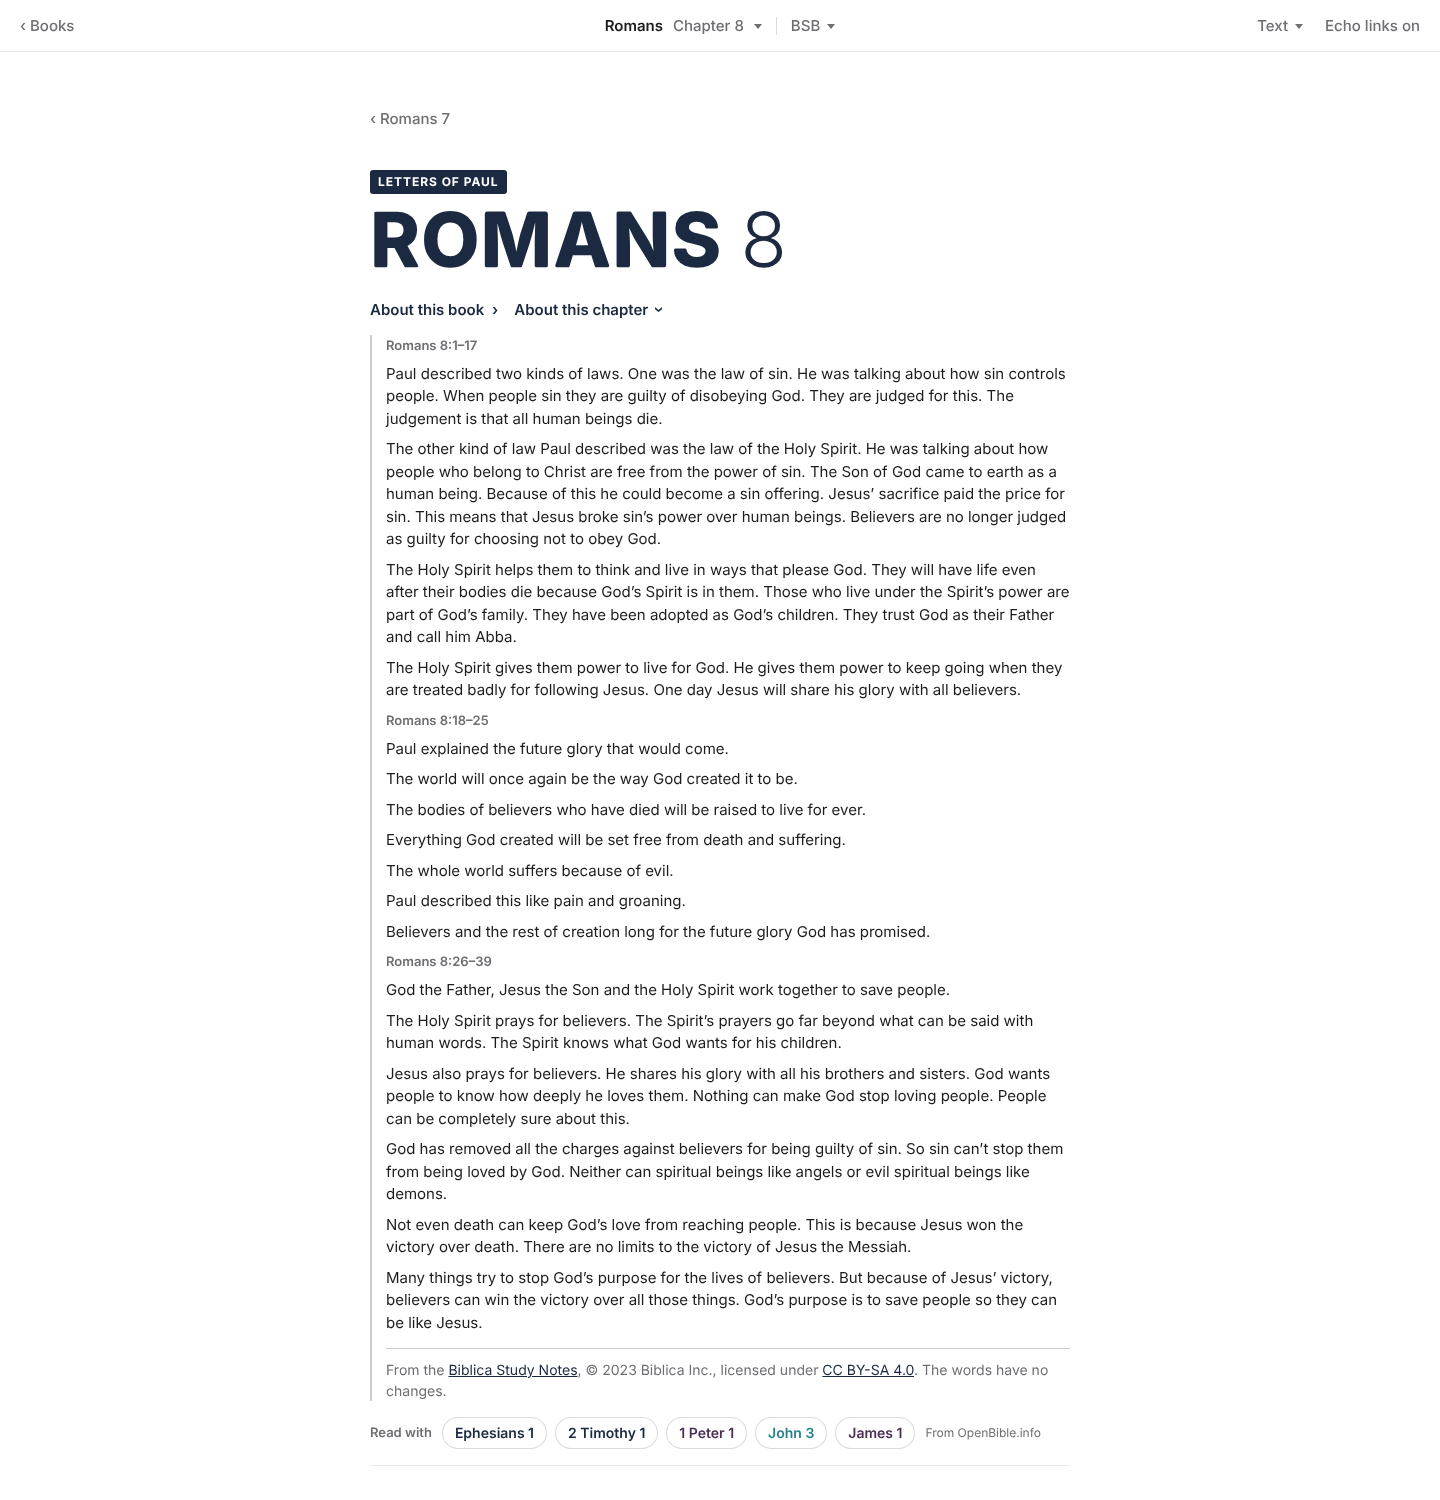 ‹ Books
Romans Chapter 8
BSB
Text
Echo links on
‹ Romans 7
LETTERS OF PAUL
ROMANS 8
About this book ›
About this chapter
Romans 8:1–17
Paul described two kinds of laws. One was the law of sin. He was talking about how sin controls
people. When people sin they are guilty of disobeying God. They are judged for this. The
judgement is that all human beings die.
The other kind of law Paul described was the law of the Holy Spirit. He was talking about how
people who belong to Christ are free from the power of sin. The Son of God came to earth as a
human being. Because of this he could become a sin offering. Jesus’ sacrifice paid the price for
sin. This means that Jesus broke sin’s power over human beings. Believers are no longer judged
as guilty for choosing not to obey God.
The Holy Spirit helps them to think and live in ways that please God. They will have life even
after their bodies die because God’s Spirit is in them. Those who live under the Spirit’s power are
part of God’s family. They have been adopted as God’s children. They trust God as their Father
and call him Abba.
The Holy Spirit gives them power to live for God. He gives them power to keep going when they
are treated badly for following Jesus. One day Jesus will share his glory with all believers.
Romans 8:18–25
Paul explained the future glory that would come.
The world will once again be the way God created it to be.
The bodies of believers who have died will be raised to live for ever.
Everything God created will be set free from death and suffering.
The whole world suffers because of evil.
Paul described this like pain and groaning.
Believers and the rest of creation long for the future glory God has promised.
Romans 8:26–39
God the Father, Jesus the Son and the Holy Spirit work together to save people.
The Holy Spirit prays for believers. The Spirit’s prayers go far beyond what can be said with
human words. The Spirit knows what God wants for his children.
Jesus also prays for believers. He shares his glory with all his brothers and sisters. God wants
people to know how deeply he loves them. Nothing can make God stop loving people. People
can be completely sure about this.
God has removed all the charges against believers for being guilty of sin. So sin can’t stop them
from being loved by God. Neither can spiritual beings like angels or evil spiritual beings like
demons.
Not even death can keep God’s love from reaching people. This is because Jesus won the
victory over death. There are no limits to the victory of Jesus the Messiah.
Many things try to stop God’s purpose for the lives of believers. But because of Jesus’ victory,
believers can win the victory over all those things. God’s purpose is to save people so they can
be like Jesus.
From the Biblica Study Notes, © 2023 Biblica Inc., licensed under CC BY-SA 4.0. The words have no
changes.
Read with Ephesians 1 2 Timothy 1 1 Peter 1 John 3 James 1 From OpenBible.info